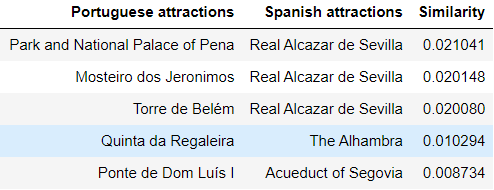 Portuguese attractions Spanish attractions Similarity
Park and National Palace of Pena Real Alcazar de Sevilla 0.021041
Mosteiro dos Jeronimos Real Alcazar de Sevilla 0.020148
Torre de Belém Real Alcazar de Sevilla 0.020080
Quinta da Regaleira The Alhambra 0.010294
Ponte de Dom Luís I Acueduct of Segovia 0.008734